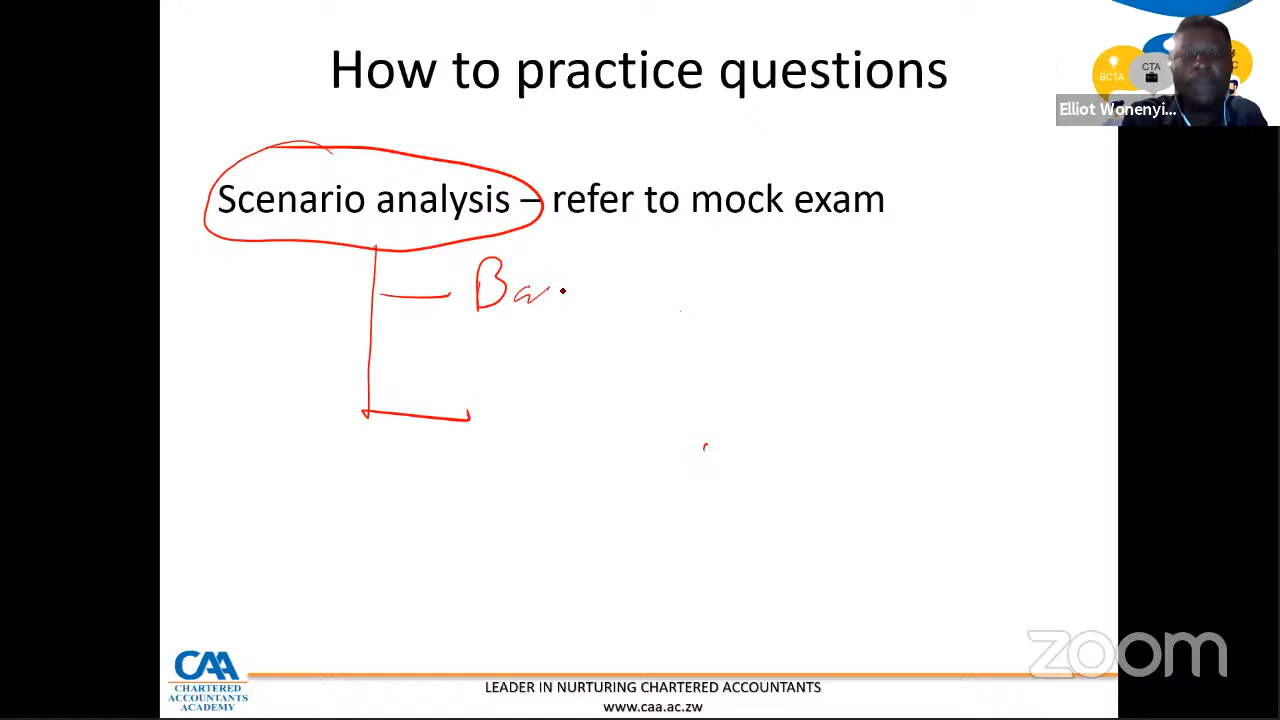 How to practice questions
BCTA
CTA
C
Elliot Wonenyi...
Scenario analysis – refer to mock exam
Ba
zoom
CAA
CHARTERED
ACCOUNTANTS
ACADEMY
LEADER IN NURTURING CHARTERED ACCOUNTANTS
www.caa.ac.zw